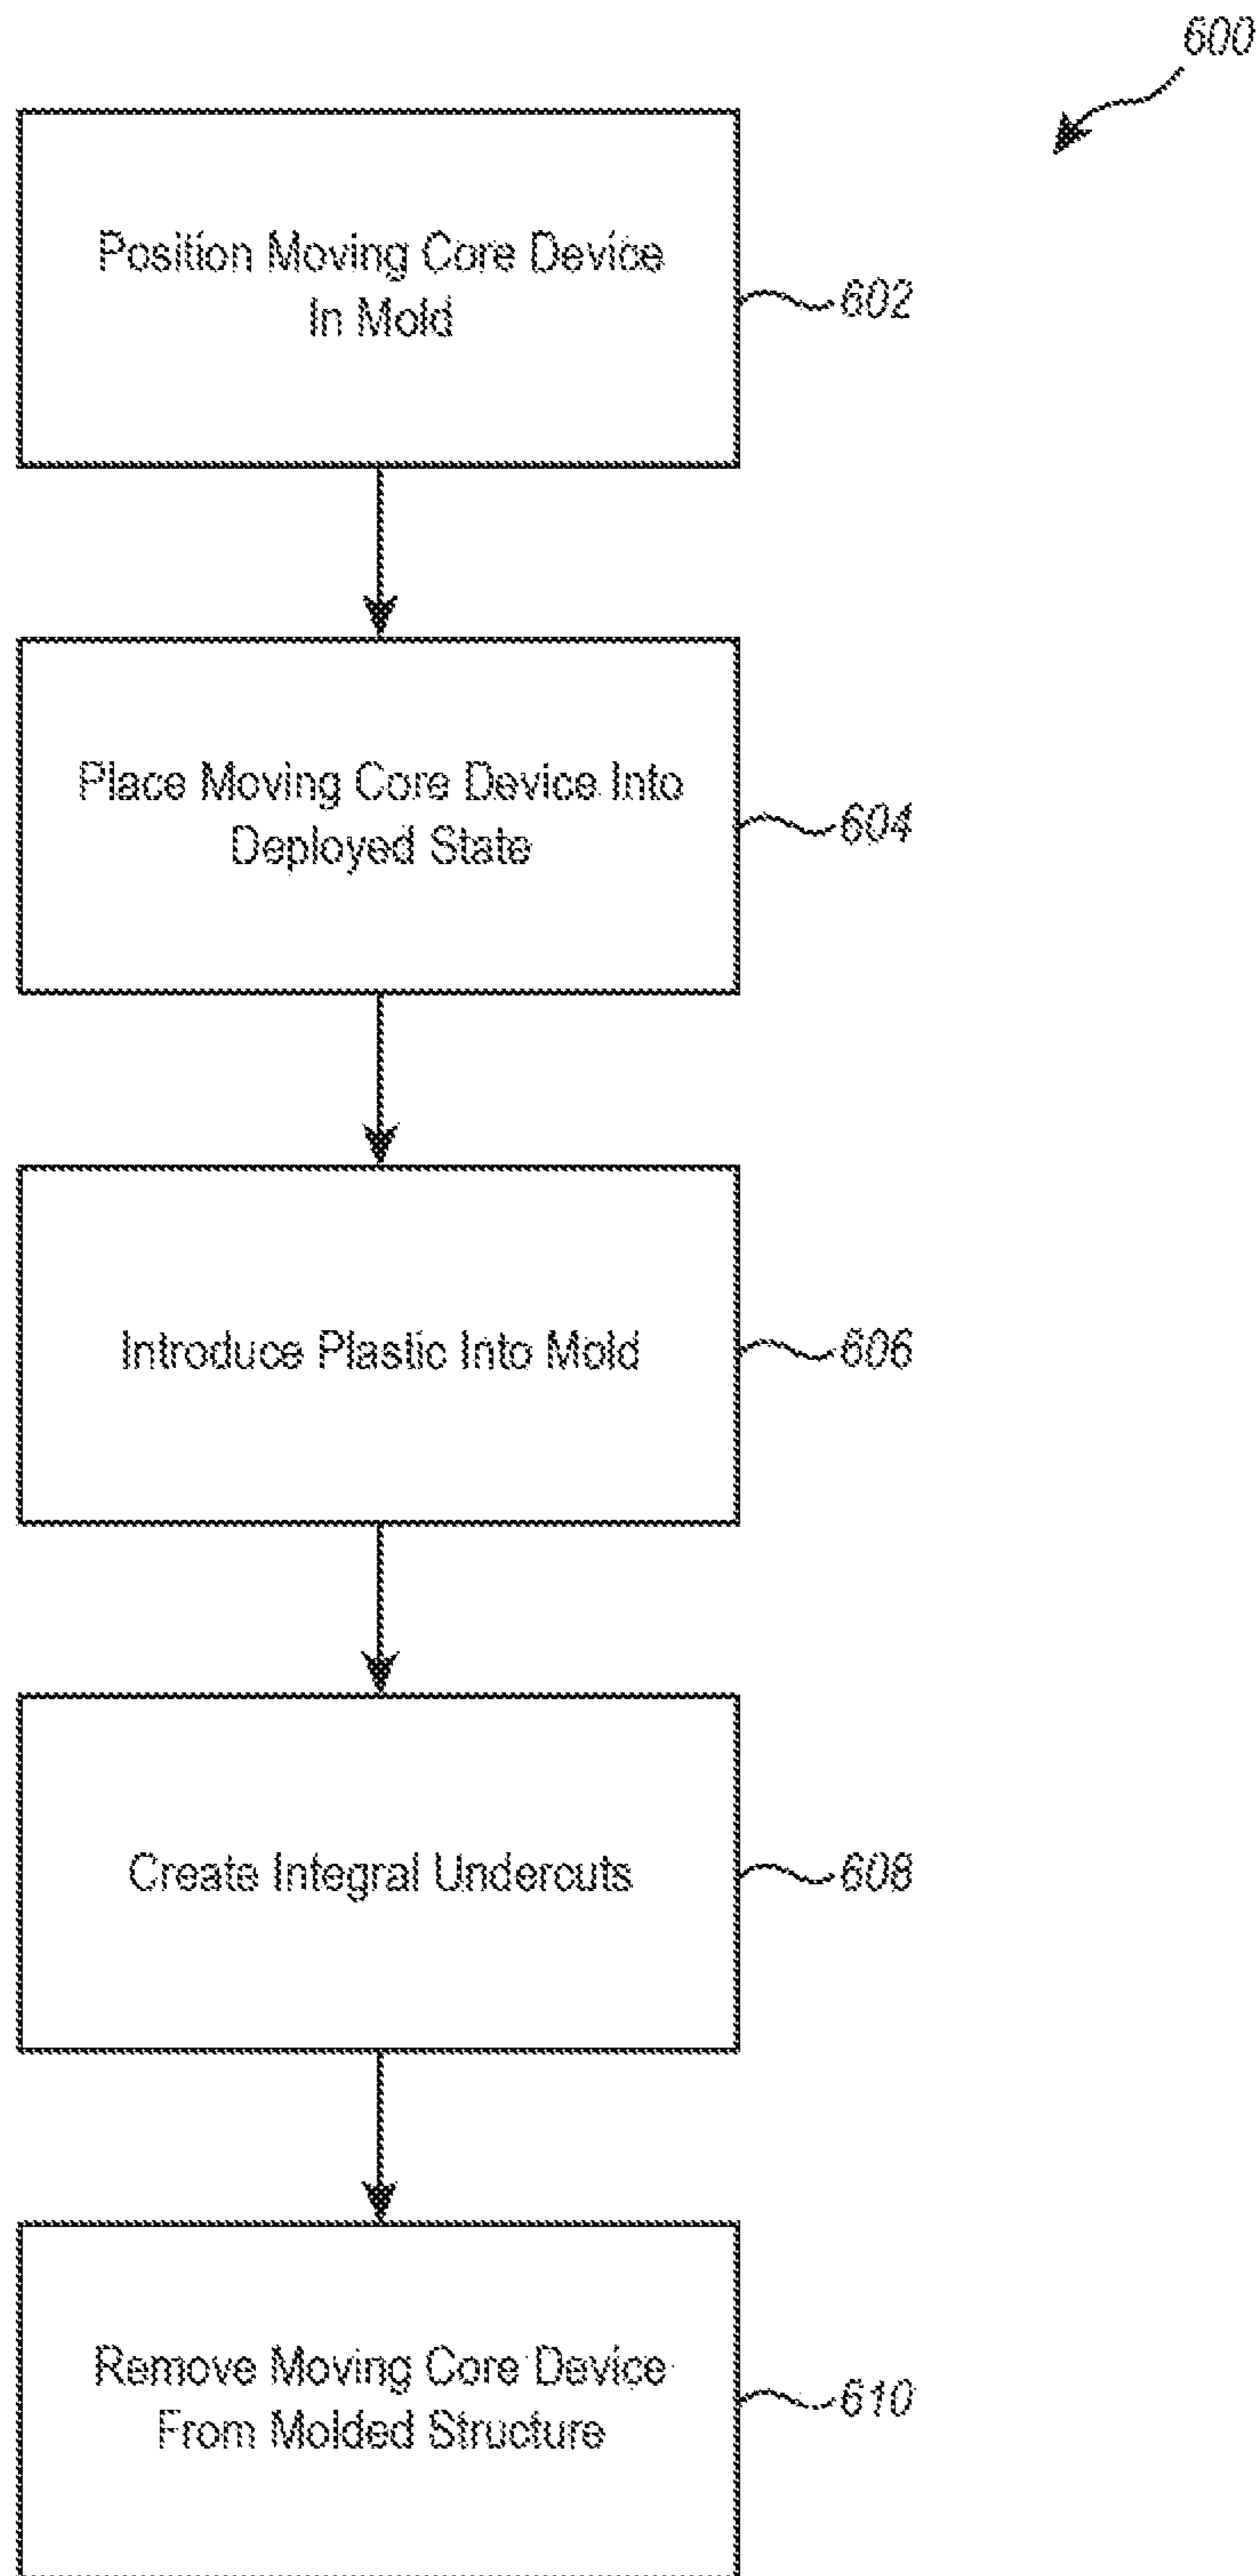 600
Position Moving Core Device
In Mold
602
Place Moving Core Device Into
Deployed State
604
Introduce Plastic Into Mold
606
Create Integral Undercuts
608
Remove Moving Core Device
From Molded Structure
610